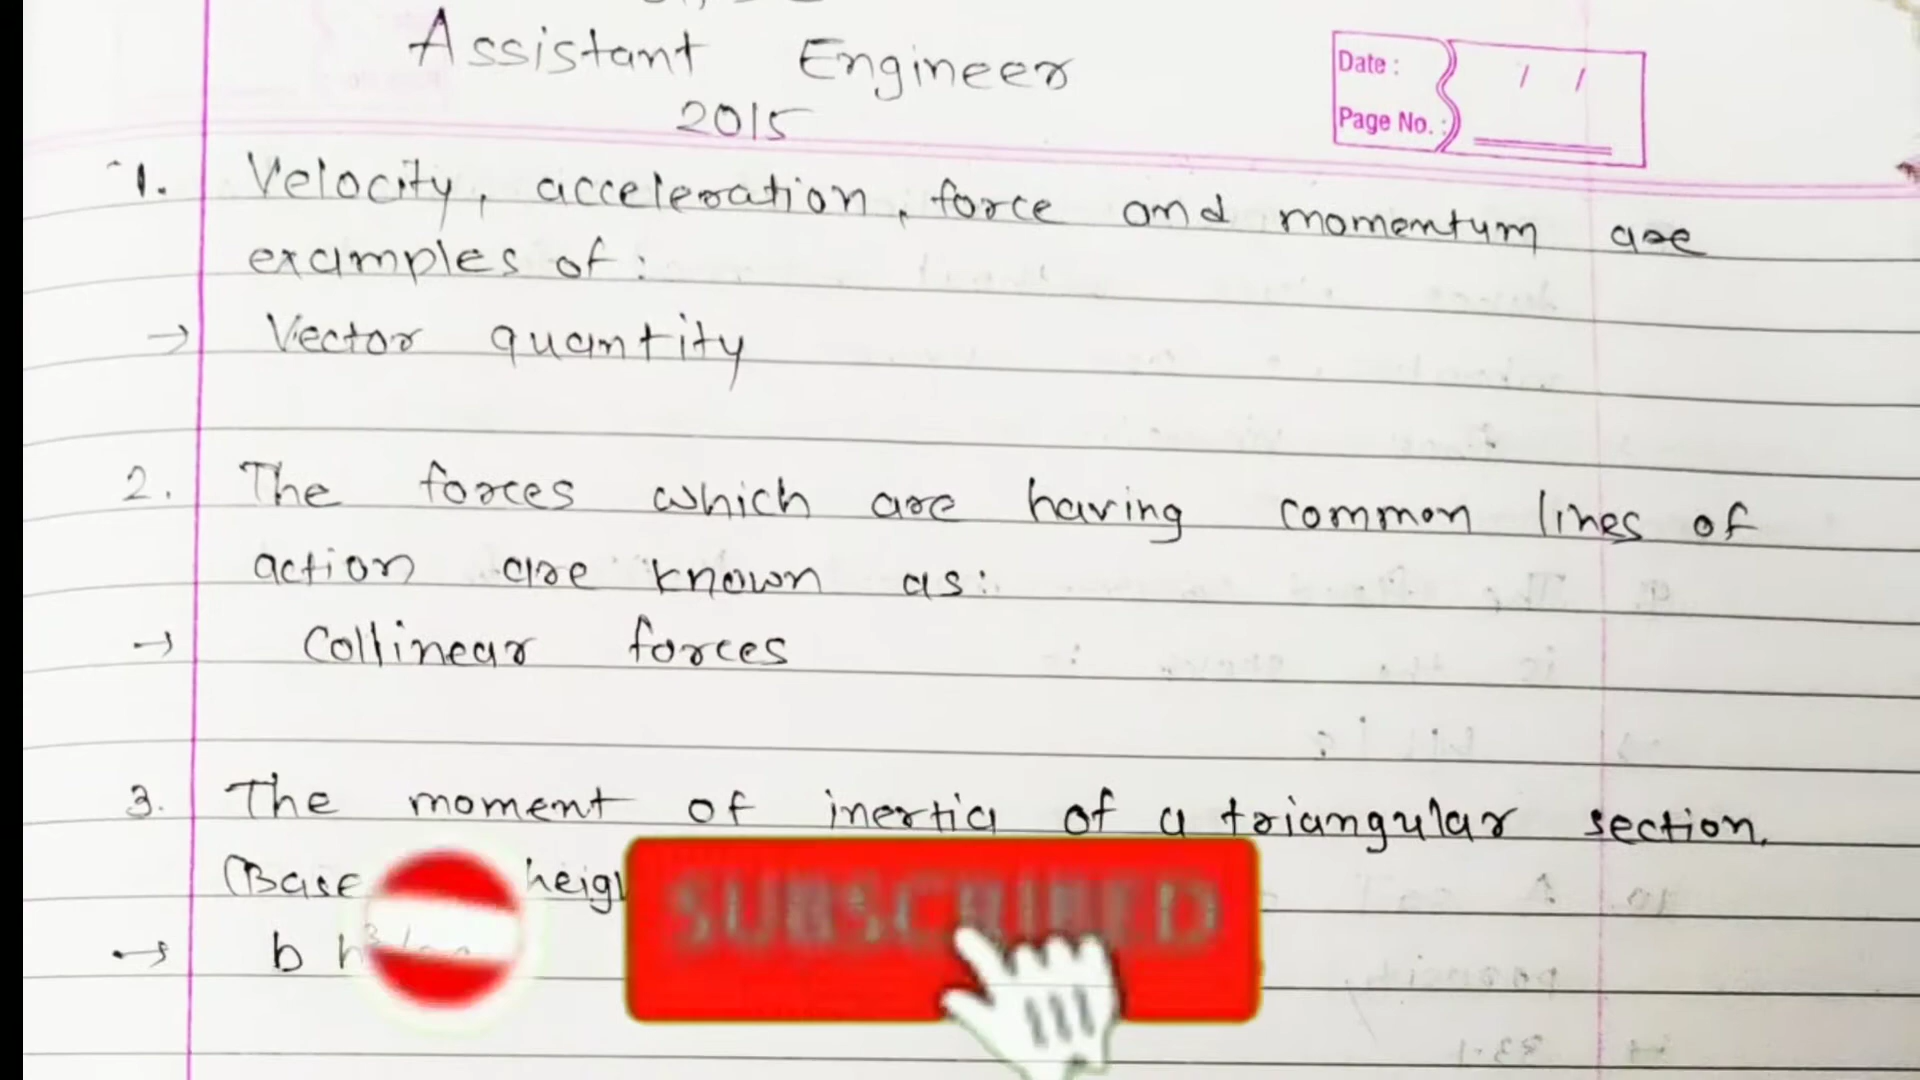 Assistant Engineer
2015
Date :
Page No. :
1. Velocity, acceleration, force and momentum are
examples of :
→ Vector quantity
2. The forces which are having common lines of
action are known as:
→ Collinear forces
3. The moment of inertia of a triangular section.
(Base
→ b h³/
SUBSCRIBED